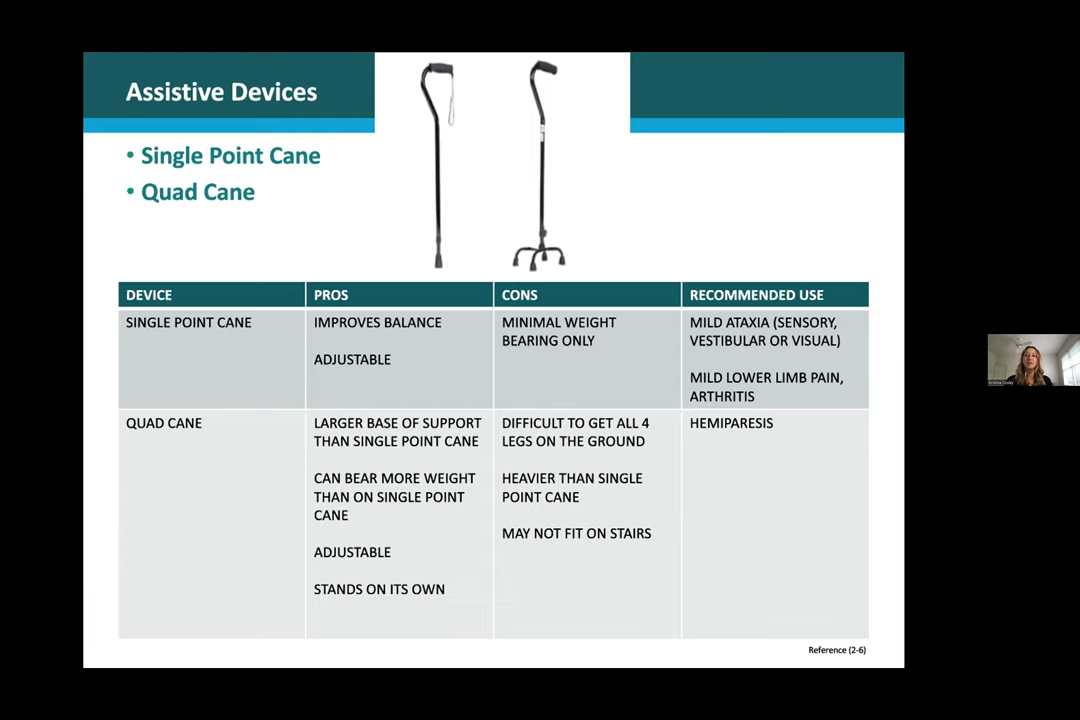 Assistive Devices
• Single Point Cane
• Quad Cane
DEVICE
PROS
CONS
RECOMMENDED USE
SINGLE POINT CANE
IMPROVES BALANCE
ADJUSTABLE
MINIMAL WEIGHT
BEARING ONLY
MILD ATAXIA (SENSORY,
VESTIBULAR OR VISUAL)
MILD LOWER LIMB PAIN,
ARTHRITIS
QUAD CANE
LARGER BASE OF SUPPORT
THAN SINGLE POINT CANE
CAN BEAR MORE WEIGHT
THAN ON SINGLE POINT
CANE
ADJUSTABLE
STANDS ON ITS OWN
DIFFICULT TO GET ALL 4
LEGS ON THE GROUND
HEAVIER THAN SINGLE
POINT CANE
MAY NOT FIT ON STAIRS
HEMIPARESIS
Reference (2-6)